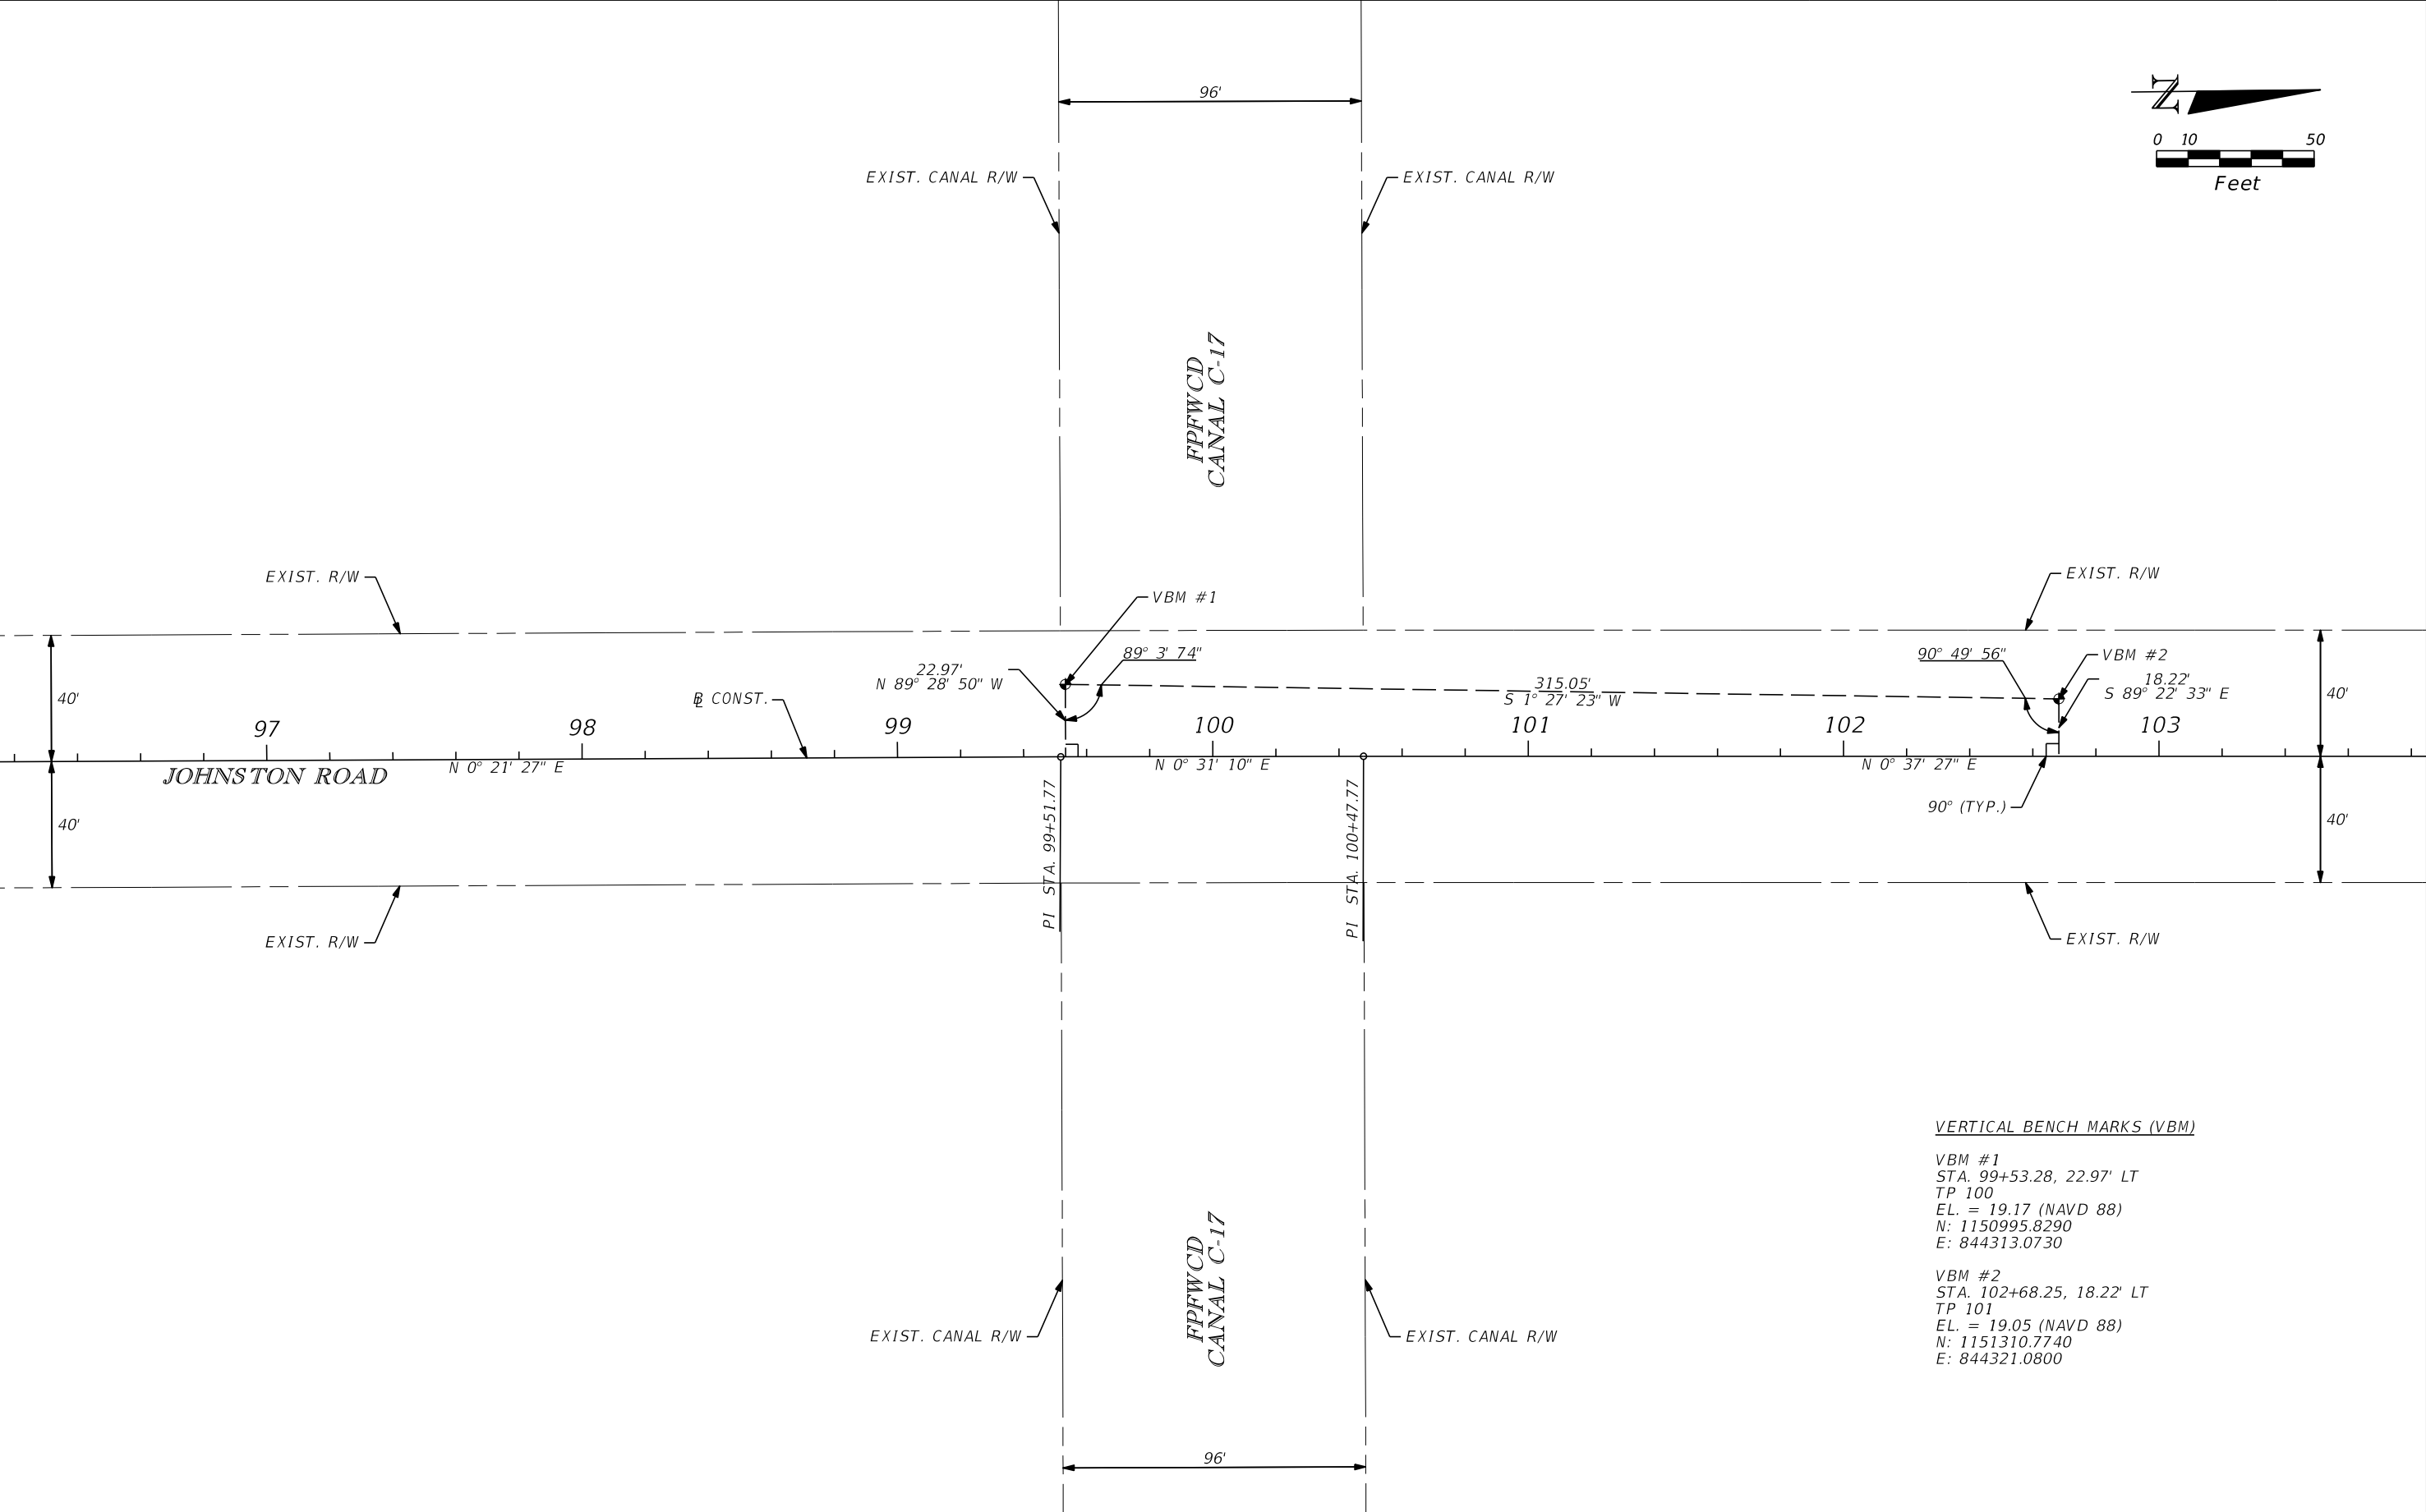 96'
N
0 10 50
Feet
EXIST. CANAL R/W
EXIST. CANAL R/W
FPFWCD
CANAL C-17
EXIST. R/W
EXIST. R/W
VBM #1
89° 3' 74"
90° 49' 56"
VBM #2
22.97'
N 89° 28' 50" W
18.22'
S 89° 22' 33" E
315.05'
S 1° 27' 23" W
40'
40'
BL CONST.
97 98 99 100 101 102 103
JOHNSTON ROAD
N 0° 21' 27" E
N 0° 31' 10" E
N 0° 37' 27" E
90° (TYP.)
40'
40'
PI STA. 99+51.77
PI STA. 100+47.77
EXIST. R/W
EXIST. R/W
FPFWCD
CANAL C-17
EXIST. CANAL R/W
EXIST. CANAL R/W
96'
VERTICAL BENCH MARKS (VBM)
VBM #1
STA. 99+53.28, 22.97' LT
TP 100
EL. = 19.17 (NAVD 88)
N: 1150995.8290
E: 844313.0730
VBM #2
STA. 102+68.25, 18.22' LT
TP 101
EL. = 19.05 (NAVD 88)
N: 1151310.7740
E: 844321.0800